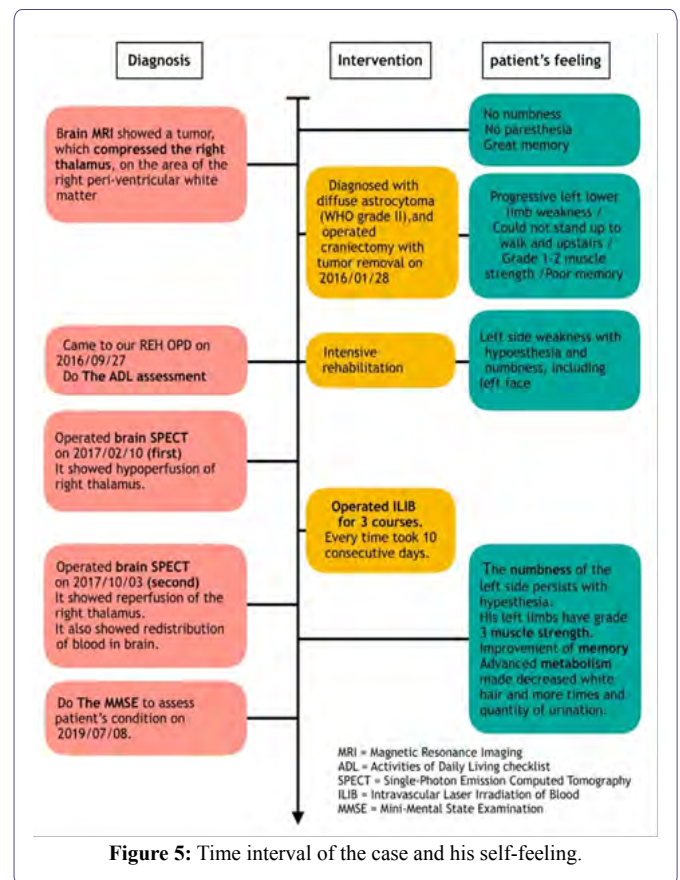 Diagnosis
Intervention
patient's feeling
No numbness
No paresthesia
Great memory
Brain MRI showed a tumor,
which compressed the right
thalamus, on the area of the
right peri-ventricular white
matter
Diagnosed with
diffuse astrocytoma
(WHO grade II),and
operated
craniectomy with
tumor removal on
2016/01/28
Progressive left lower
limb weakness /
Could not stand up to
walk and upstairs /
Grade 1-2 muscle
strength /Poor memory
Came to our REH OPD on
2016/09/27
Do The ADL assessment
Intensive
rehabilitation
Left side weakness with
hypoesthesia and
numbness, including
left face
Operated brain SPECT
on 2017/02/10 (first)
It showed hypoperfusion of
right thalamus.
Operated ILIB
for 3 courses.
Every time took 10
consecutive days.
Operated brain SPECT
on 2017/10/03 (second)
It showed reperfusion of the
right thalamus.
It also showed redistribution
of blood in brain.
The numbness of the
left side persists with
hypesthesia.
His left limbs have grade
3 muscle strength.
Improvement of memory
Advanced metabolism
made decreased white
hair and more times and
quantity of urination.
Do The MMSE to assess
patient's condition on
2019/07/08.
MRI = Magnetic Resonance Imaging
ADL = Activities of Daily Living checklist
SPECT = Single-Photon Emission Computed Tomography
ILIB = Intravascular Laser Irradiation of Blood
MMSE = Mini-Mental State Examination
Figure 5: Time interval of the case and his self-feeling.